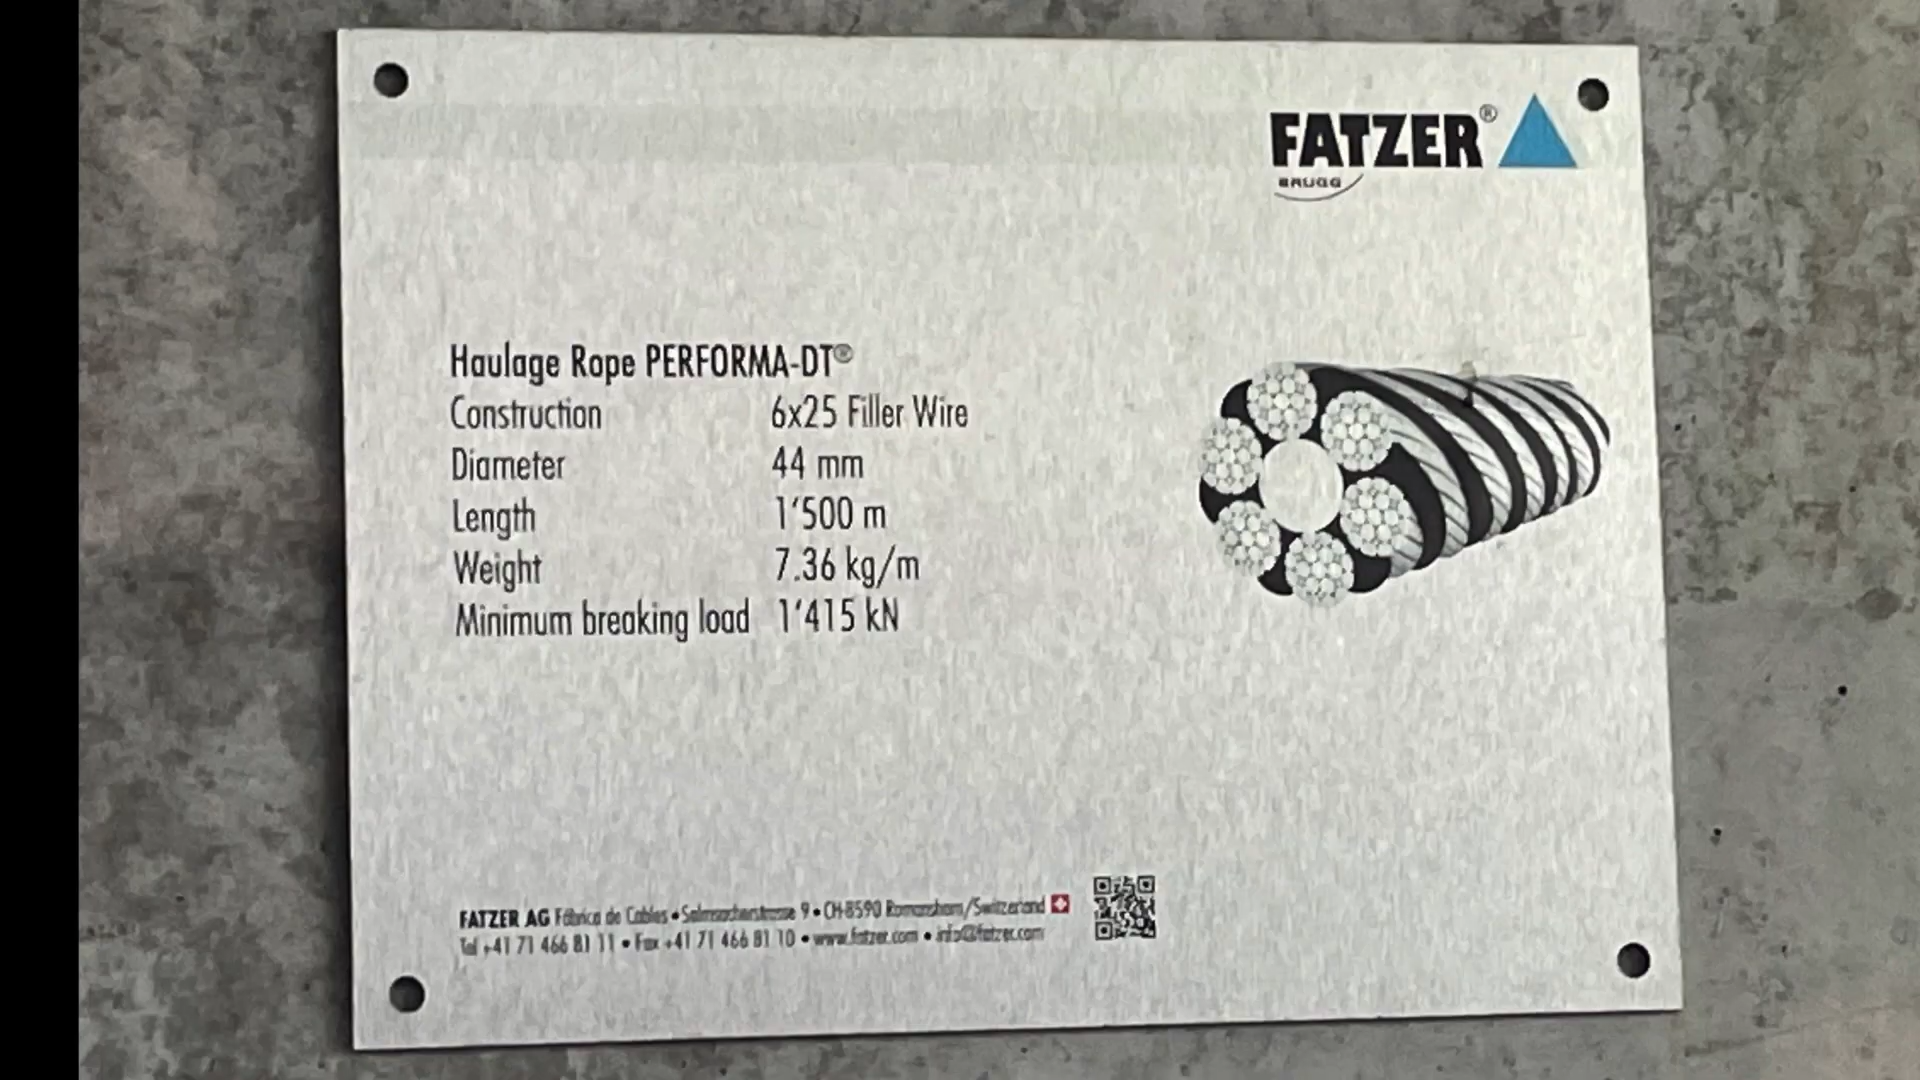 FATZER®
BRUGG
Haulage Rope PERFORMA-DT®
Construction 6x25 Filler Wire
Diameter 44 mm
Length 1'500 m
Weight 7.36 kg/m
Minimum breaking load 1'415 kN
FATZER AG Fábrica de Cables • Salmsacherstrasse 9 • CH-8590 Romanshorn/Switzerland
Tel +41 71 466 81 11 • Fax +41 71 466 81 10 • www.fatzer.com • info@fatzer.com